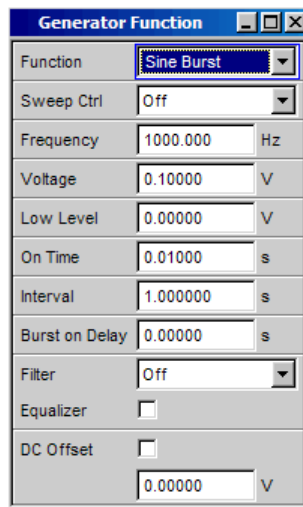 Generator Function
Function Sine Burst
Sweep Ctrl Off
Frequency 1000.000 Hz
Voltage 0.10000 V
Low Level 0.00000 V
On Time 0.01000 s
Interval 1.000000 s
Burst on Delay 0.00000 s
Filter Off
Equalizer
DC Offset
0.00000 V